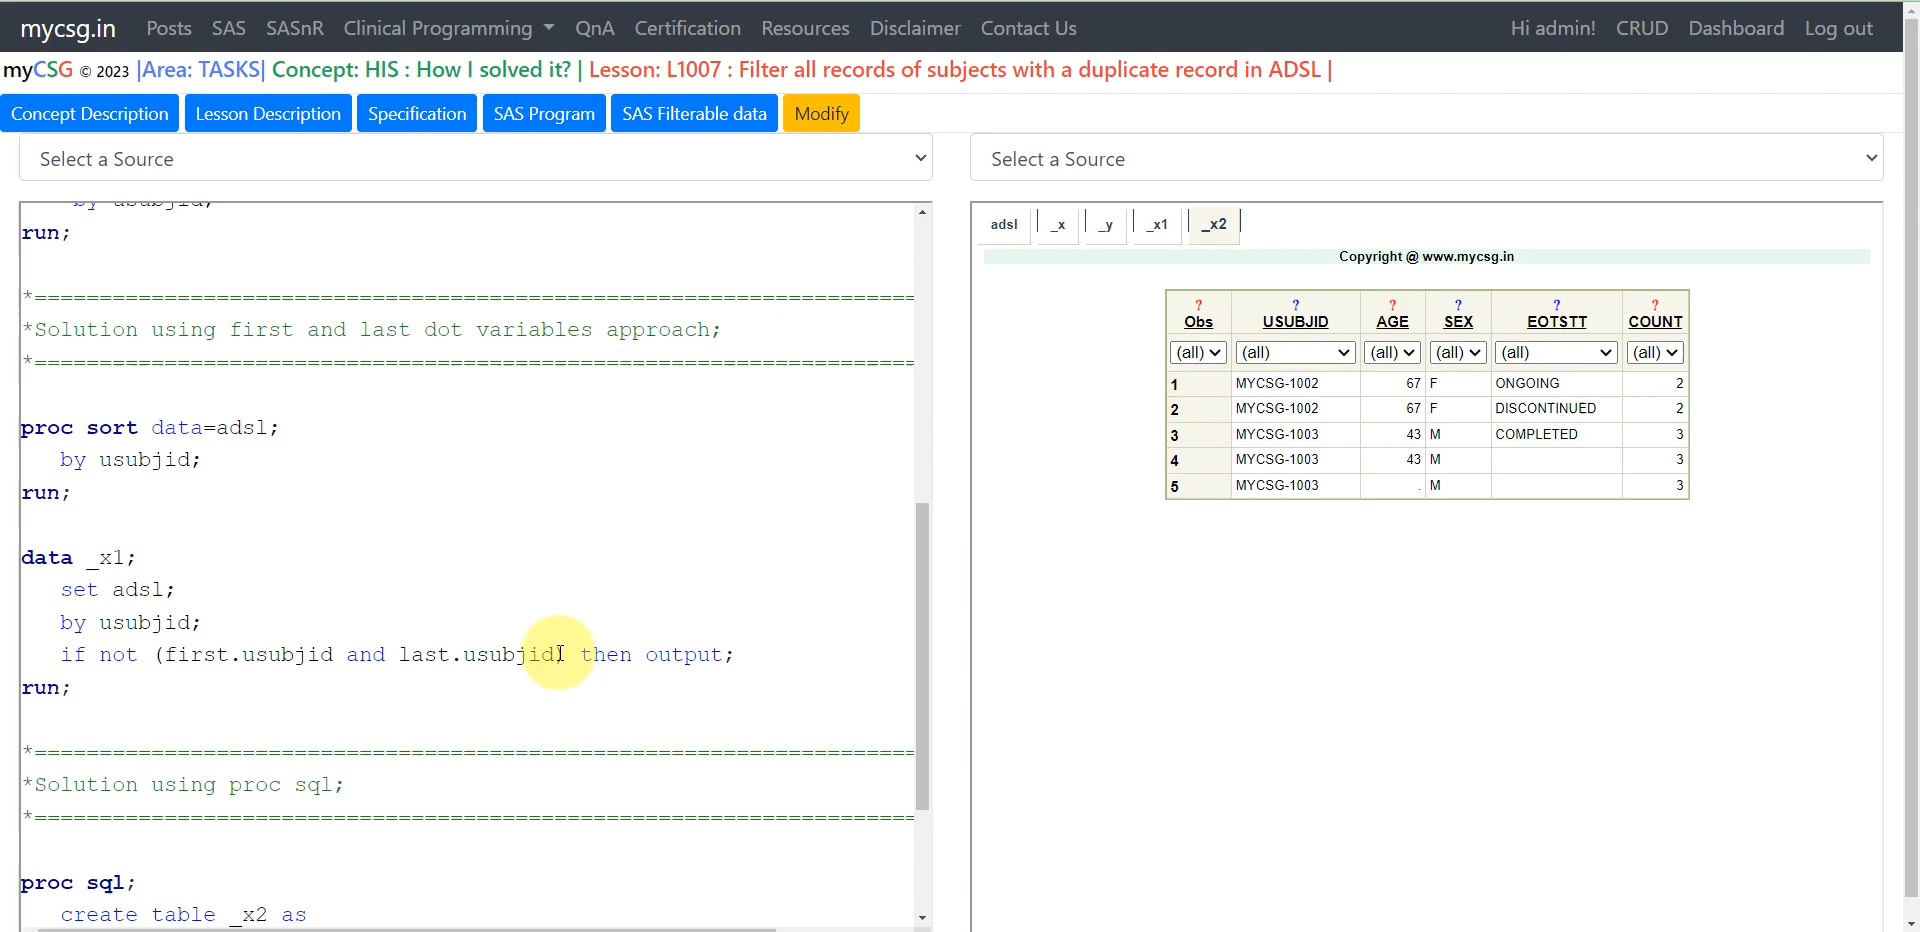 mycsg.in Posts SAS SASnR Clinical Programming QnA Certification Resources Disclaimer Contact Us Hi admin! CRUD Dashboard Log out
myCSG © 2023 |Area: TASKS| Concept: HIS : How I solved it? | Lesson: L1007 : Filter all records of subjects with a duplicate record in ADSL |
Concept Description Lesson Description Specification SAS Program SAS Filterable data Modify
Select a Source
by usubjid;
run;
*====================================================================
*Solution using first and last dot variables approach;
*====================================================================
proc sort data=adsl;
by usubjid;
run;
data _x1;
set adsl;
by usubjid;
if not (first.usubjid and last.usubjid) then output;
run;
*====================================================================
*Solution using proc sql;
*====================================================================
proc sql;
create table _x2 as
Select a Source
adsl _x _y _x1 _x2
Copyright @ www.mycsg.in
? ? ? ? ? ?
Obs USUBJID AGE SEX EOTSTT COUNT
(all) (all) (all) (all) (all) (all)
1 MYCSG-1002 67 F ONGOING 2
2 MYCSG-1002 67 F DISCONTINUED 2
3 MYCSG-1003 43 M COMPLETED 3
4 MYCSG-1003 43 M 3
5 MYCSG-1003 . M 3